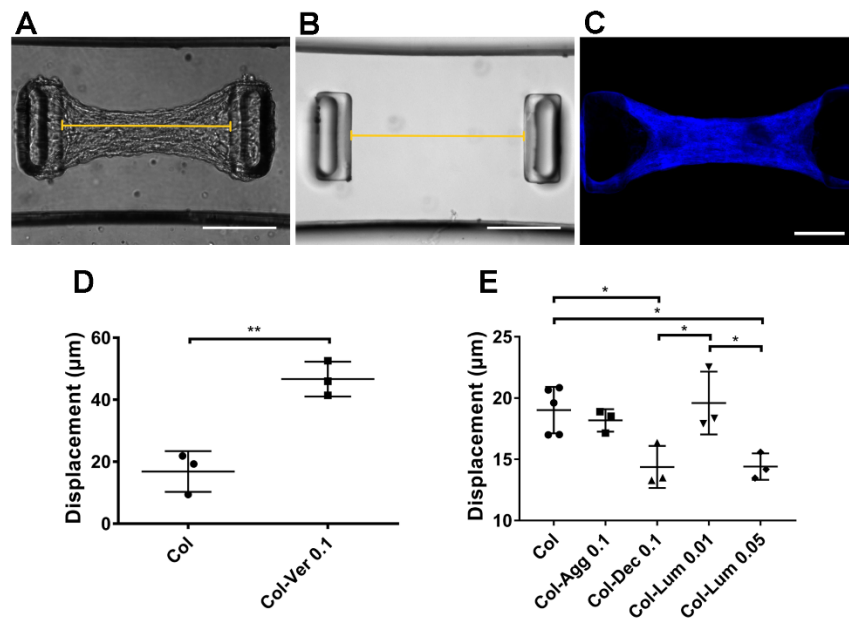 A
B
C
D
**
Displacement (µm)
60
40
20
0
Col
Col-Ver 0.1
E
*
*
*
*
Displacement (µm)
25
20
15
10
Col
Col-Agg 0.1
Col-Dec 0.1
Col-Lum 0.01
Col-Lum 0.05